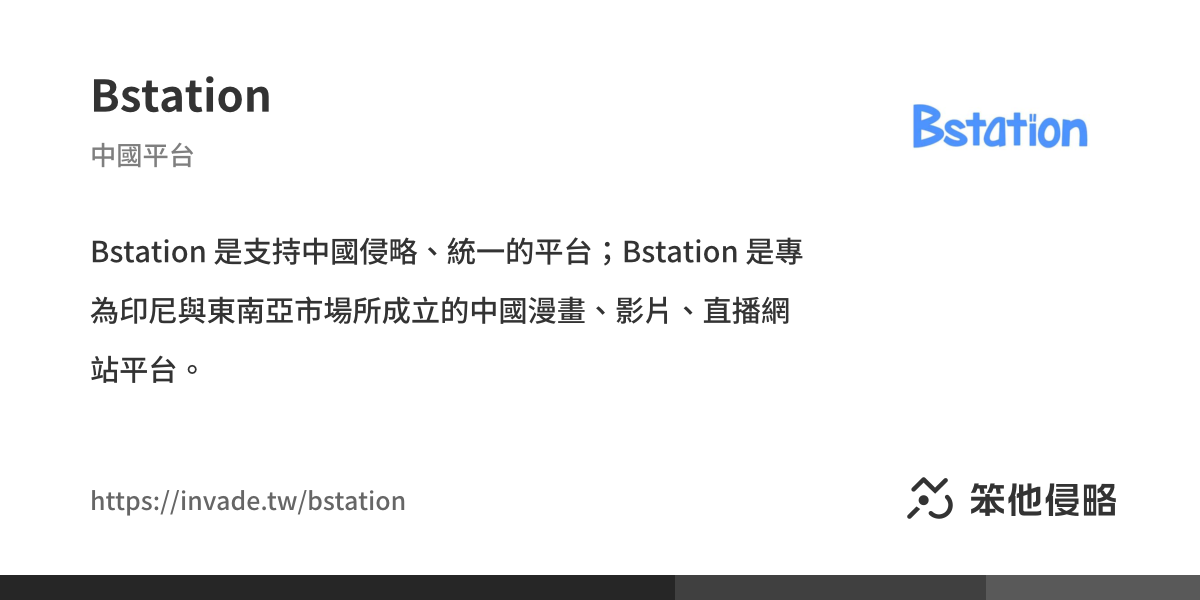 Bstation
中國平台
Bstation
Bstation 是支持中國侵略、統一的平台；Bstation 是專
為印尼與東南亞市場所成立的中國漫畫、影片、直播網
站平台。
https://invade.tw/bstation
笨他侵略